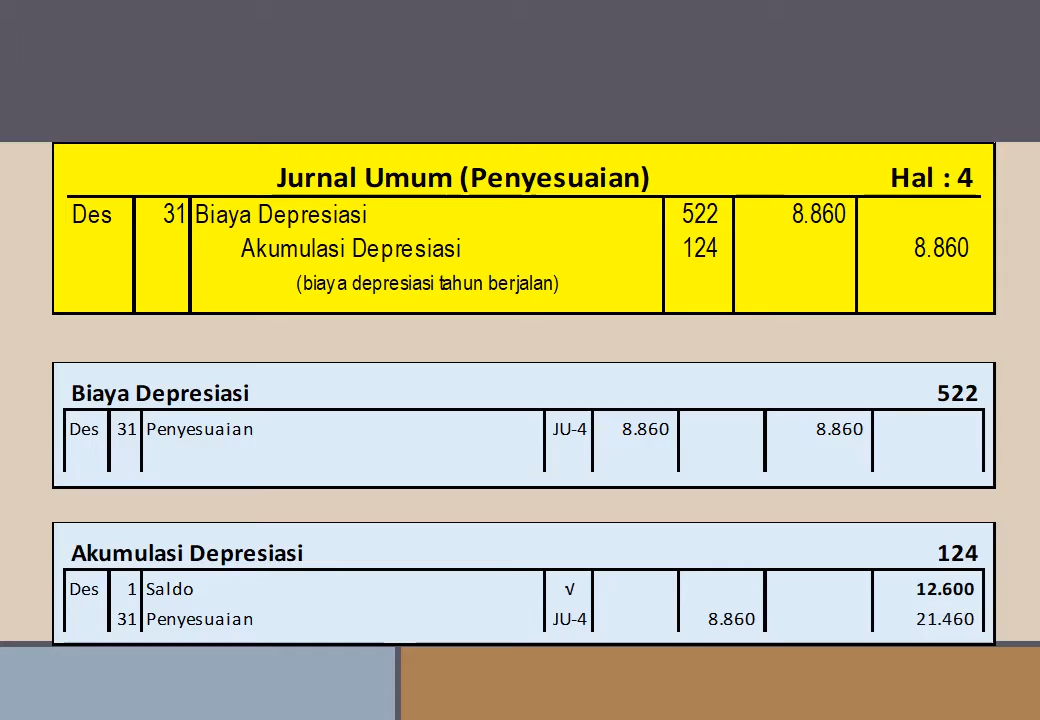 Jurnal Umum (Penyesuaian) Hal : 4
Des 31 Biaya Depresiasi 522 8.860
Akumulasi Depresiasi 124 8.860
(biaya depresiasi tahun berjalan)
Biaya Depresiasi 522
Des 31 Penyesuaian JU-4 8.860 8.860
Akumulasi Depresiasi 124
Des 1 Saldo √ 12.600
31 Penyesuaian JU-4 8.860 21.460